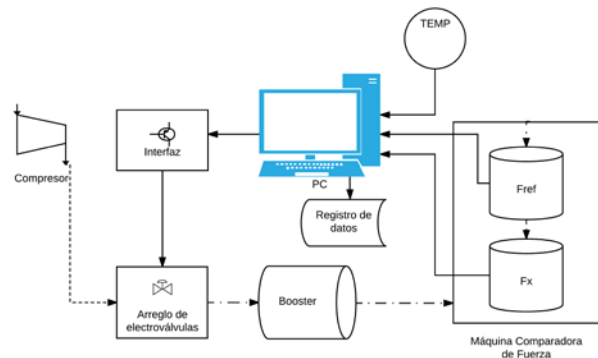 TEMP
Interfaz
Compresor
PC
Fref
Registro de
datos
Fx
Arreglo de
electroválvulas
Booster
Máquina Comparadora
de Fuerza